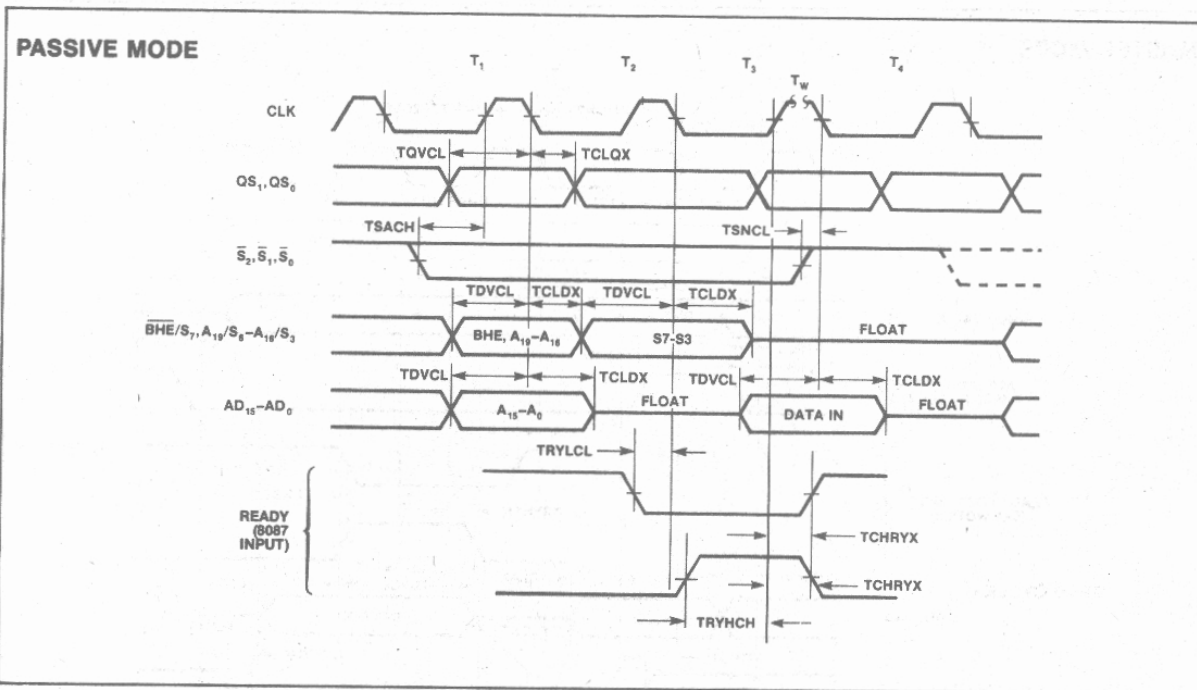 PASSIVE MODE
T₁ T₂ T₃ T_W T₄
CLK
TQVCL TCLQX
QS₁, QS₀
TSACH TSNCL
S̅₂, S̅₁, S̅₀
TDVCL TCLDX TDVCL TCLDX
B̅H̅E̅/S₇, A₁₉/S₆–A₁₆/S₃ BHE, A₁₉–A₁₆ S7-S3 FLOAT
TDVCL TCLDX TDVCL TCLDX
AD₁₅–AD₀ A₁₅–A₀ FLOAT DATA IN FLOAT
TRYLCL
READY
(8087
INPUT)
TCHRYX
TCHRYX
TRYHCH